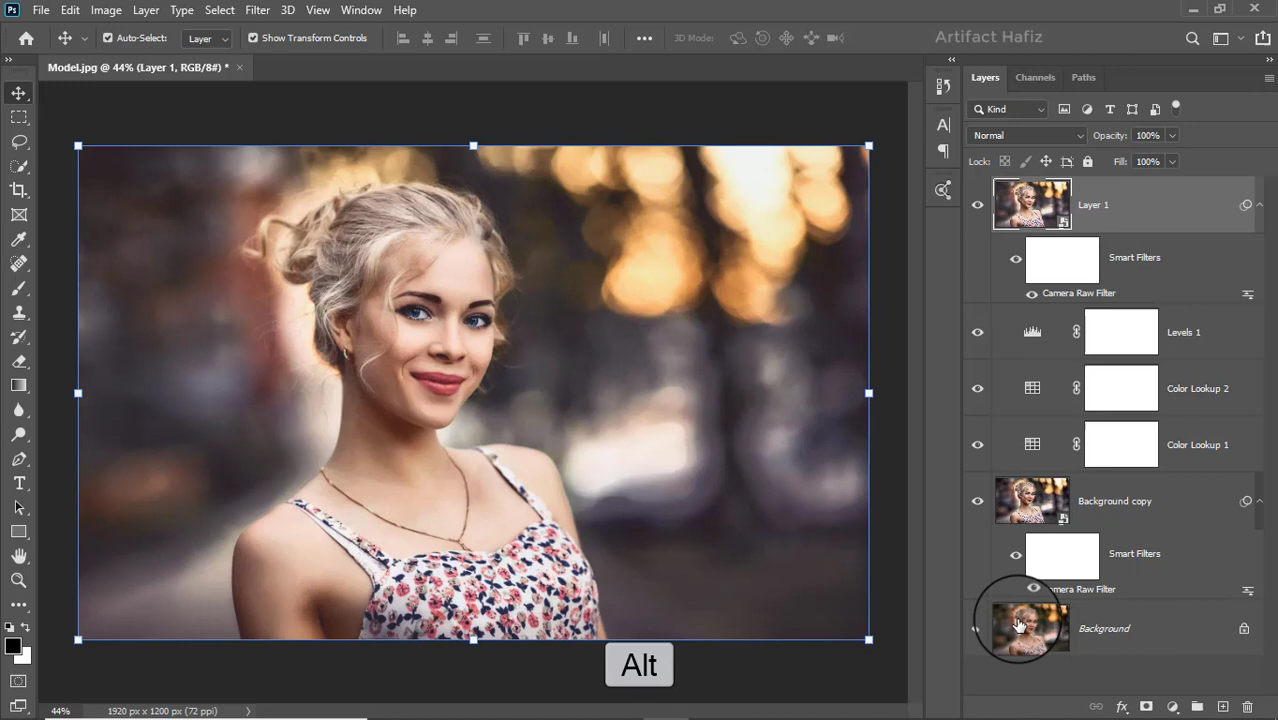 Ps File Edit Image Layer Type Select Filter 3D View Window Help
Auto-Select: Layer Show Transform Controls 3D Mode: Artifact Hafiz
Model.jpg @ 44% (Layer 1, RGB/8#) *
Layers Channels Paths
Kind
Normal Opacity: 100%
Lock: Fill: 100%
Layer 1
Smart Filters
Camera Raw Filter
Levels 1
Color Lookup 2
Color Lookup 1
Background copy
Smart Filters
Camera Raw Filter
Background
Alt
44% 1920 px x 1200 px (72 ppi)